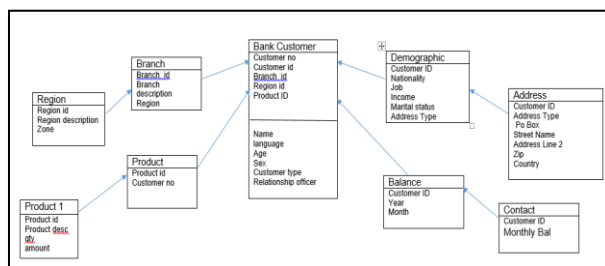 Bank Customer
Customer no
Customer id
Branch_id
Region id
Product ID
Name
language
Age
Sex
Customer type
Relationship officer
Branch
Branch_id
Branch
description
Region
Region
Region id
Region description
Zone
Product
Product id
Customer no
Product 1
Product id
Product desc
qty
amount
Demographic
Customer ID
Nationality
Job
Income
Marital status
Address Type
Address
Customer ID
Address Type
Po Box
Street Name
Address Line 2
Zip
Country
Balance
Customer ID
Year
Month
Contact
Customer ID
Monthly Bal